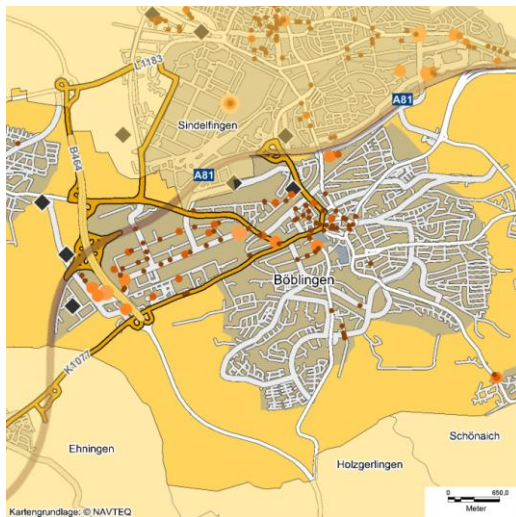 L1183
A81
Sindelfingen
B464
A81
Böblingen
K1077
Schönaich
Ehningen
Holzgerlingen
0 650,0
Meter
Kartengrundlage: © NAVTEQ